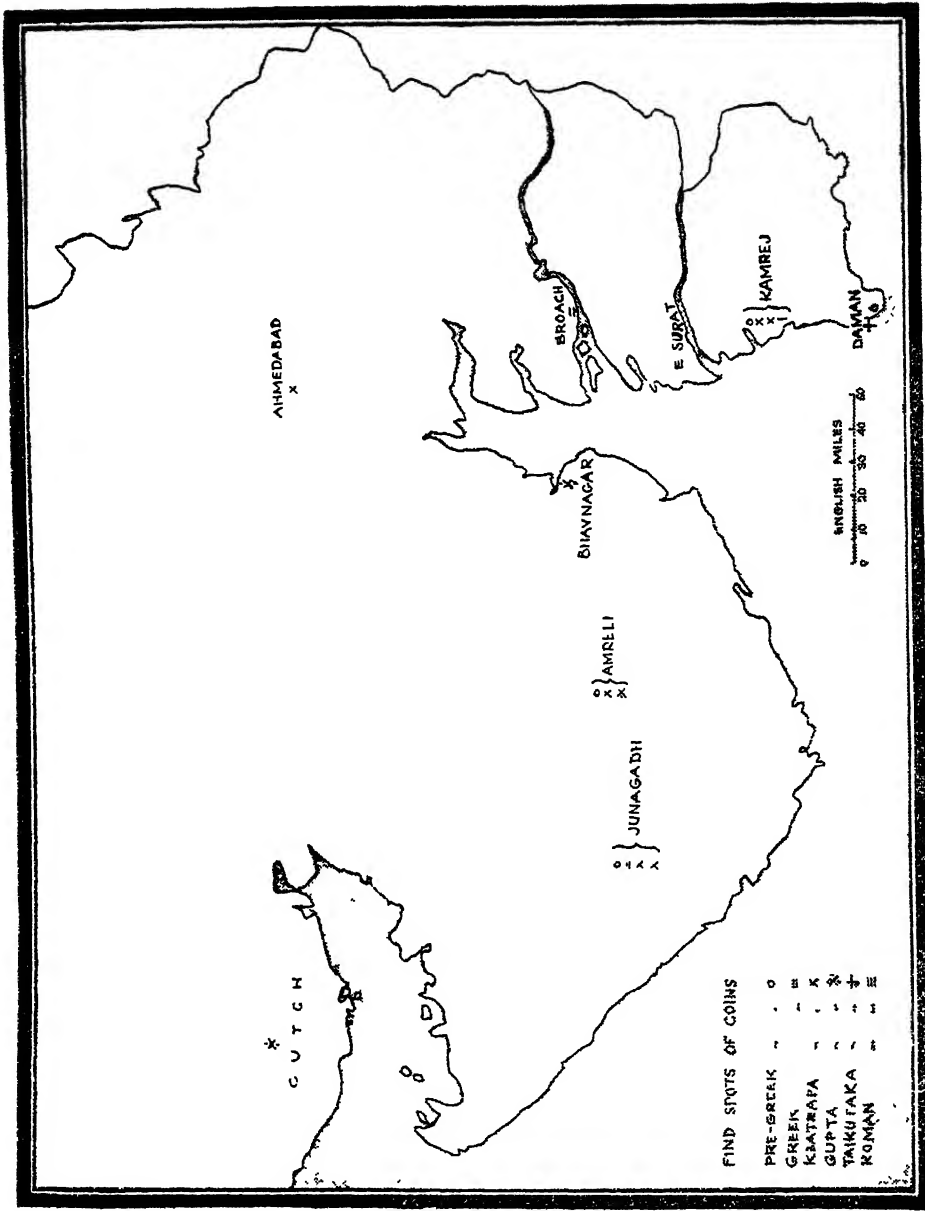 CUTCH
AHMEDABAD
BROACH
SURAT
KAMREJ
DAMAN
BHAVNAGAR
AMRELI
JUNAGADH
ENGLISH MILES
0 10 20 30 40 50
FIND SPOTS OF COINS
PRE-GREEK " " o
GREEK " =
KSATRAPA " " x
GUPTA " "
TAIKUTAKA " "
ROMAN " " ≡